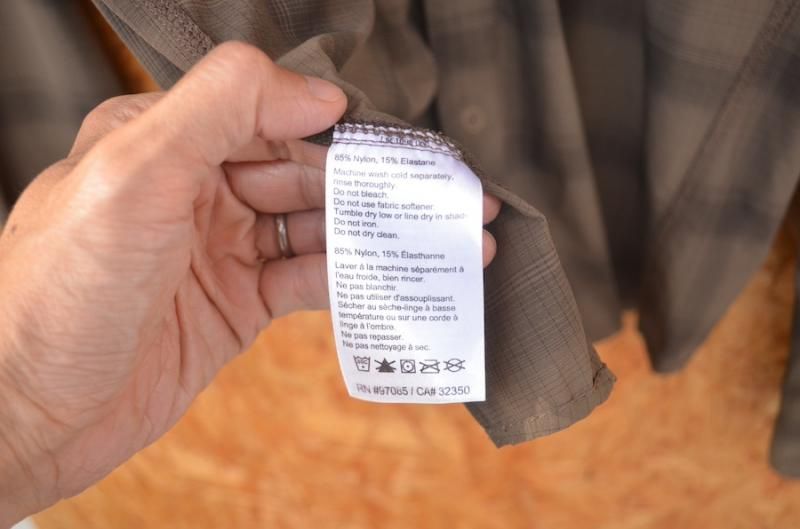 85% Nylon, 15% Elastane
Machine wash cold separately,
rinse thoroughly.
Do not bleach.
Do not use fabric softener.
Tumble dry low or line dry in shade.
Do not iron.
Do not dry clean.
85% Nylon, 15% Élasthanne
Laver à la machine séparément à
l'eau froide, bien rincer.
Ne pas blanchir.
Ne pas utiliser d'assouplissant.
Sécher au sèche-linge à basse
température ou sur une corde à
linge à l'ombre.
Ne pas repasser.
Ne pas nettoyage à sec.
RN #97085 / CA# 32350